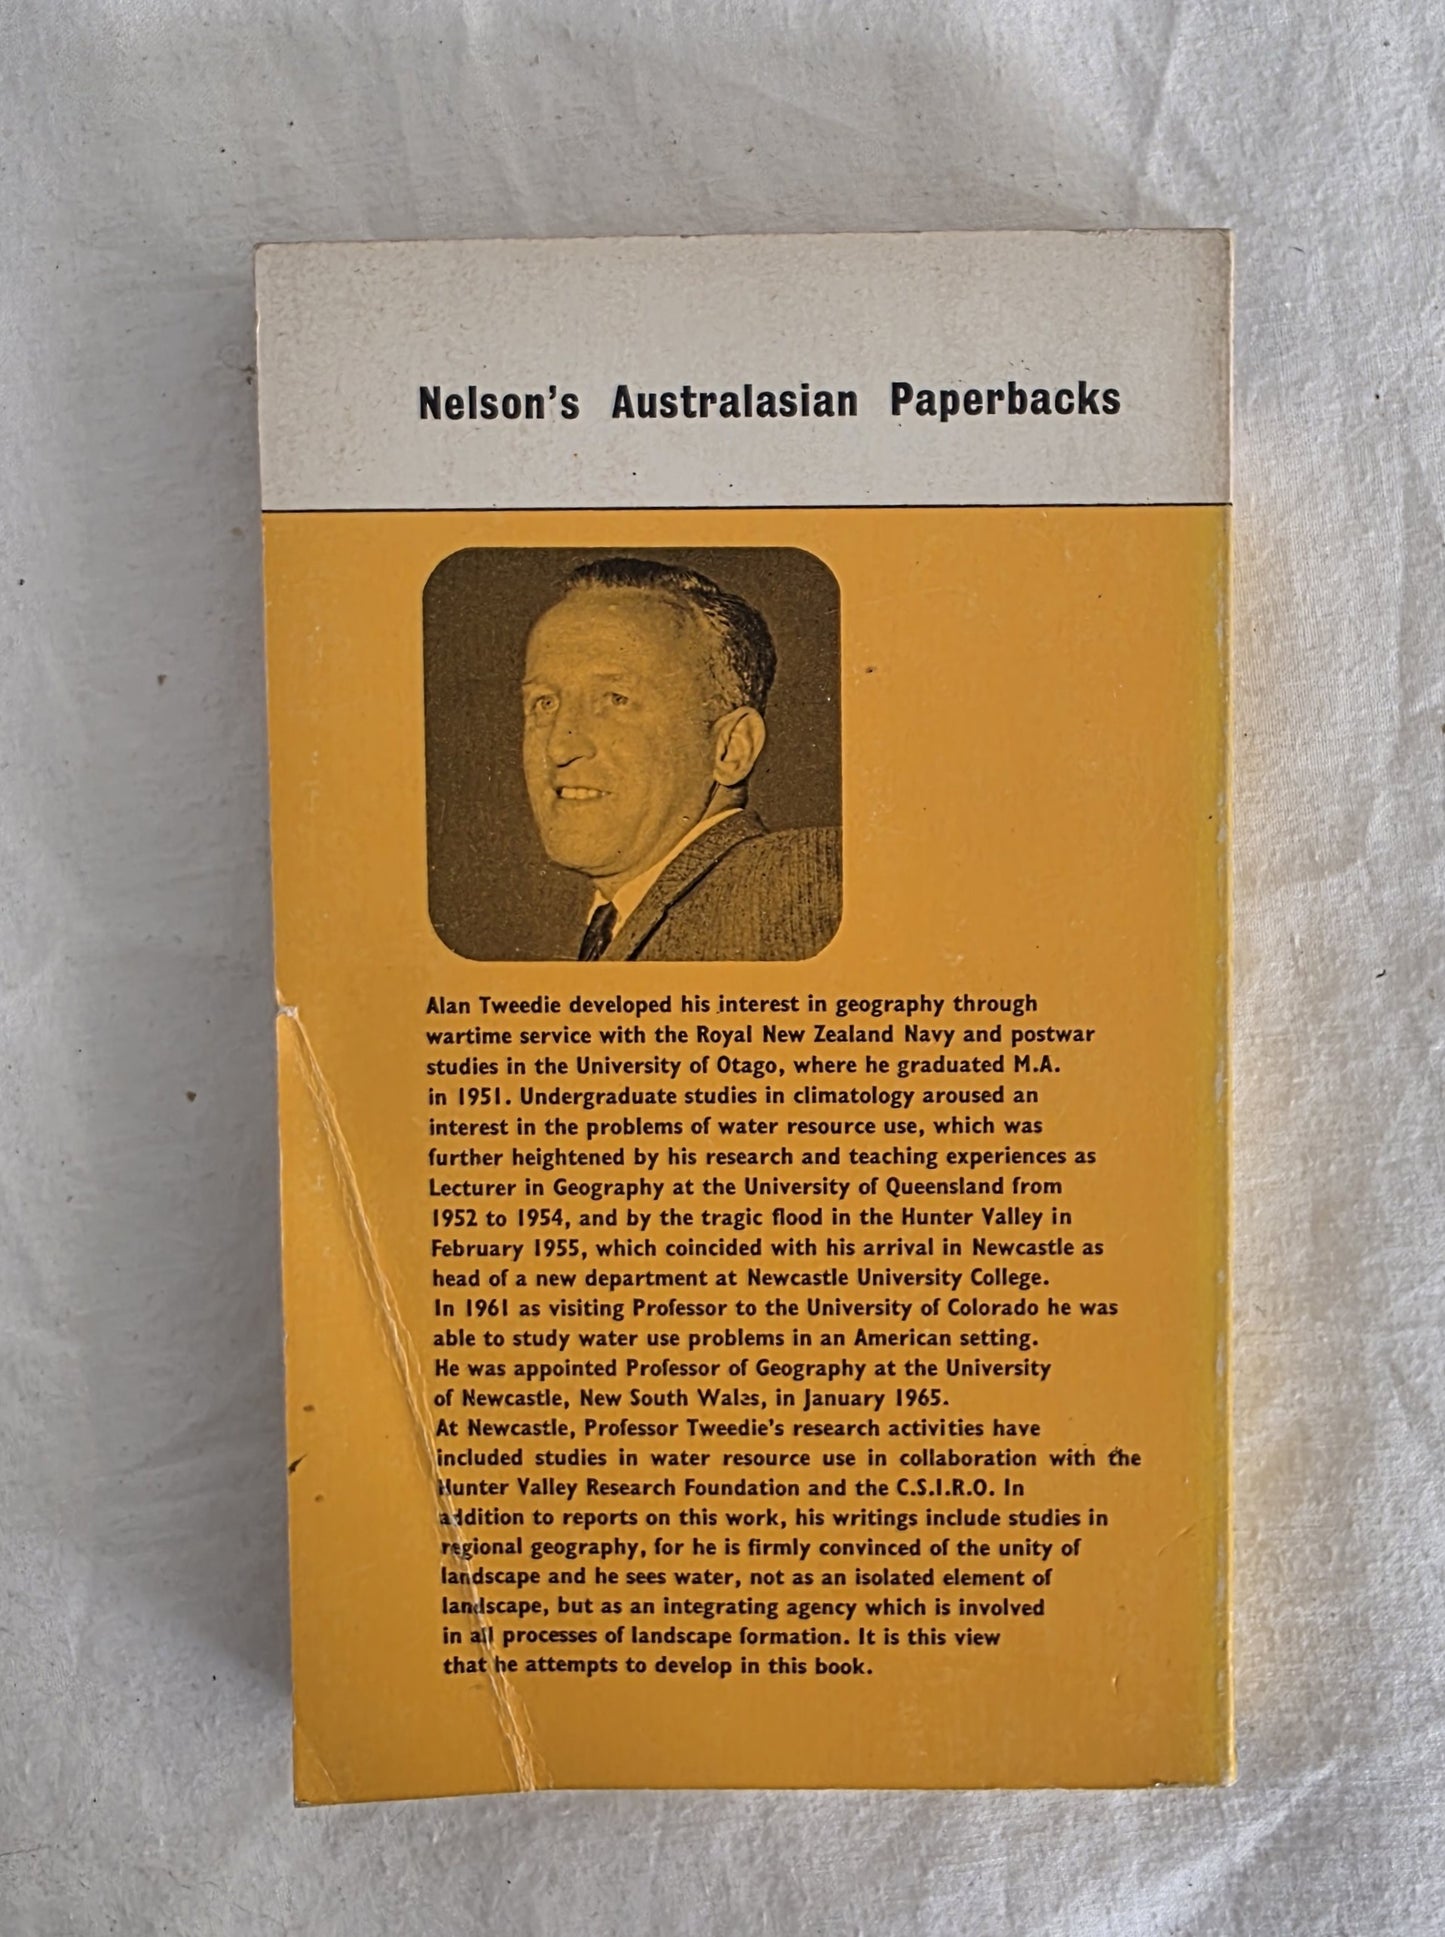 Nelson's Australasian Paperbacks
Alan Tweedie developed his interest in geography through
wartime service with the Royal New Zealand Navy and postwar
studies in the University of Otago, where he graduated M.A.
in 1951. Undergraduate studies in climatology aroused an
interest in the problems of water resource use, which was
further heightened by his research and teaching experiences as
Lecturer in Geography at the University of Queensland from
1952 to 1954, and by the tragic flood in the Hunter Valley in
February 1955, which coincided with his arrival in Newcastle as
head of a new department at Newcastle University College.
In 1961 as visiting Professor to the University of Colorado he was
able to study water use problems in an American setting.
He was appointed Professor of Geography at the University
of Newcastle, New South Wales, in January 1965.
At Newcastle, Professor Tweedie's research activities have
included studies in water resource use in collaboration with the
Hunter Valley Research Foundation and the C.S.I.R.O. In
addition to reports on this work, his writings include studies in
regional geography, for he is firmly convinced of the unity of
landscape and he sees water, not as an isolated element of
landscape, but as an integrating agency which is involved
in all processes of landscape formation. It is this view
that he attempts to develop in this book.